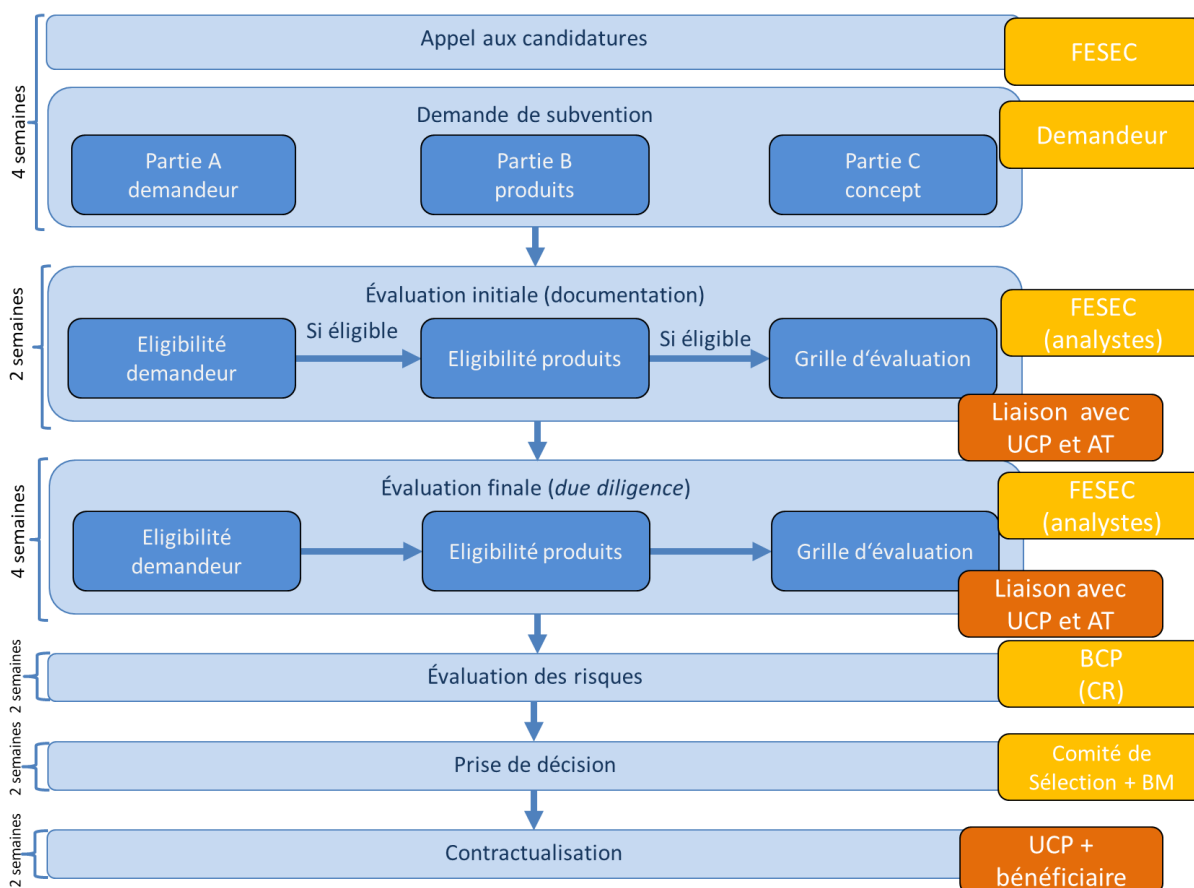 Appel aux candidatures
FESEC
4 semaines
Demande de subvention
Demandeur
Partie A
demandeur
Partie B
produits
Partie C
concept
2 semaines
Évaluation initiale (documentation)
FESEC
(analystes)
Eligibilité
demandeur
Si éligible
Eligibilité produits
Si éligible
Grille d‘évaluation
Liaison avec
UCP et AT
4 semaines
Évaluation finale (due diligence)
FESEC
(analystes)
Eligibilité
demandeur
Eligibilité produits
Grille d‘évaluation
Liaison avec
UCP et AT
2 semaines
Évaluation des risques
BCP
(CR)
2 semaines
Prise de décision
Comité de
Sélection + BM
2 semaines
Contractualisation
UCP +
bénéficiaire